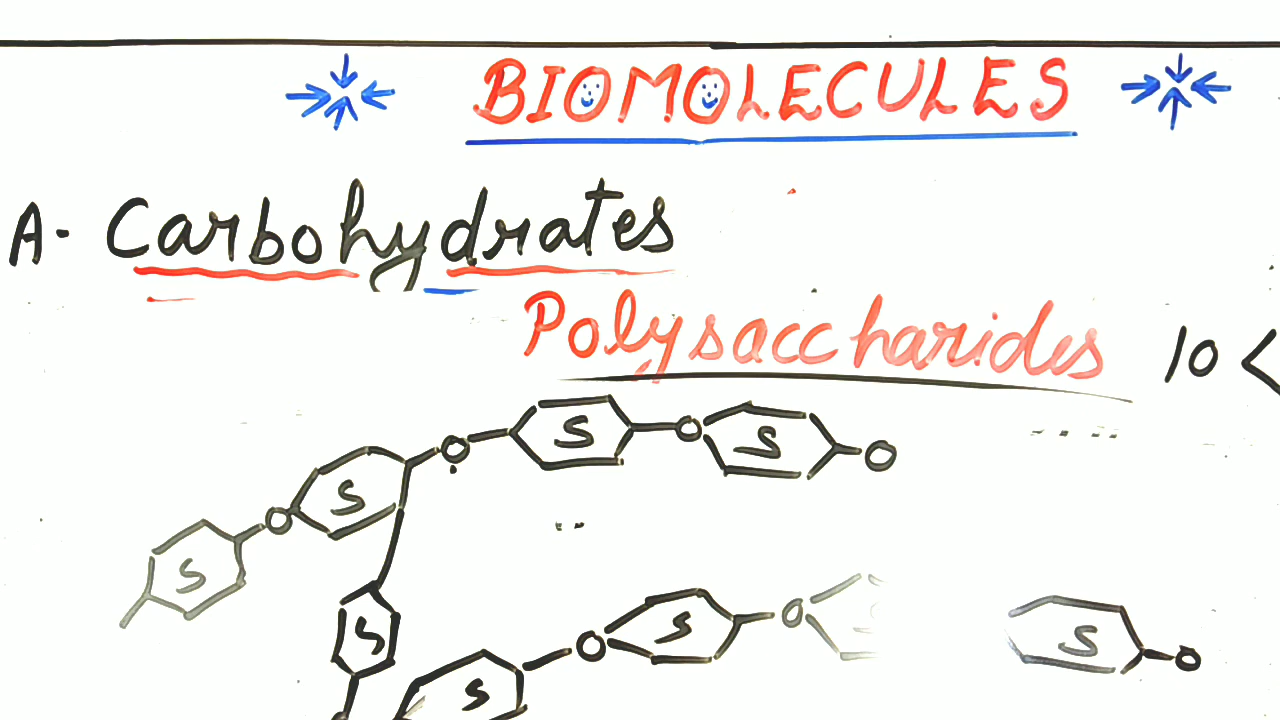 BIOMOLECULES
A. Carbohydrates
Polysaccharides 10 <
S O S O S O S O
S
S O S O S S O